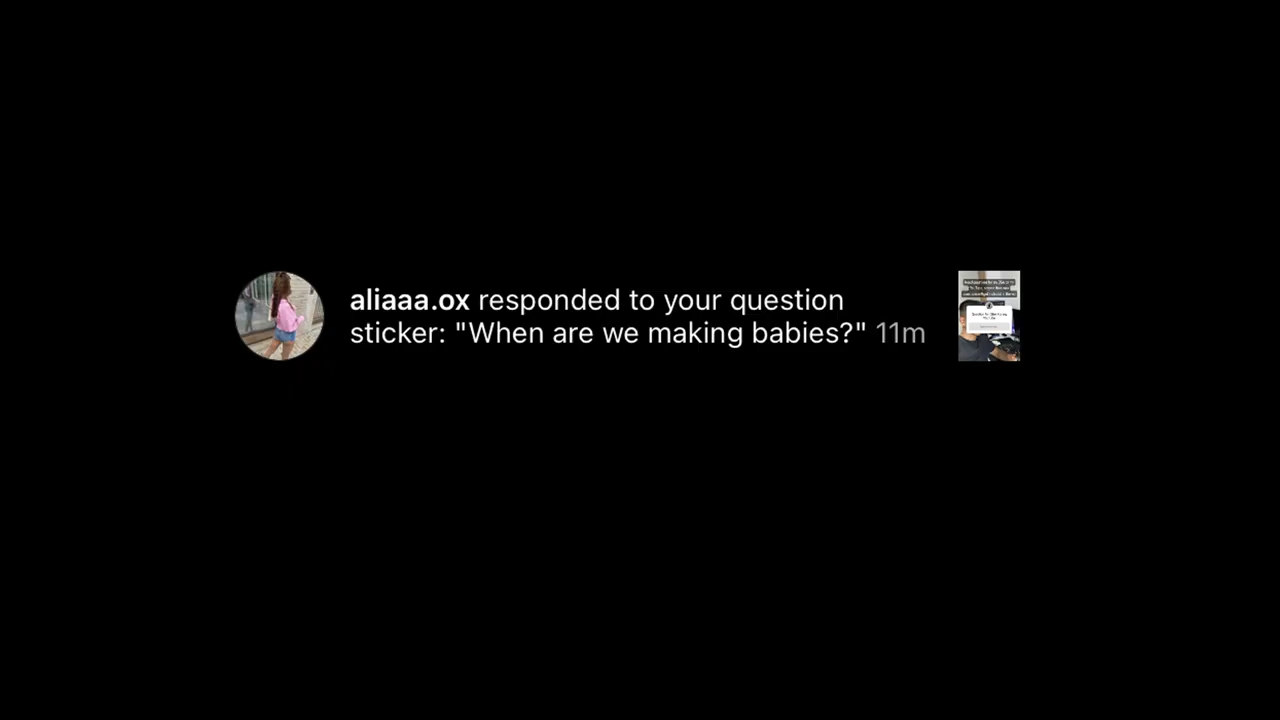 aliaaa.ox responded to your question
sticker: "When are we making babies?" 11m